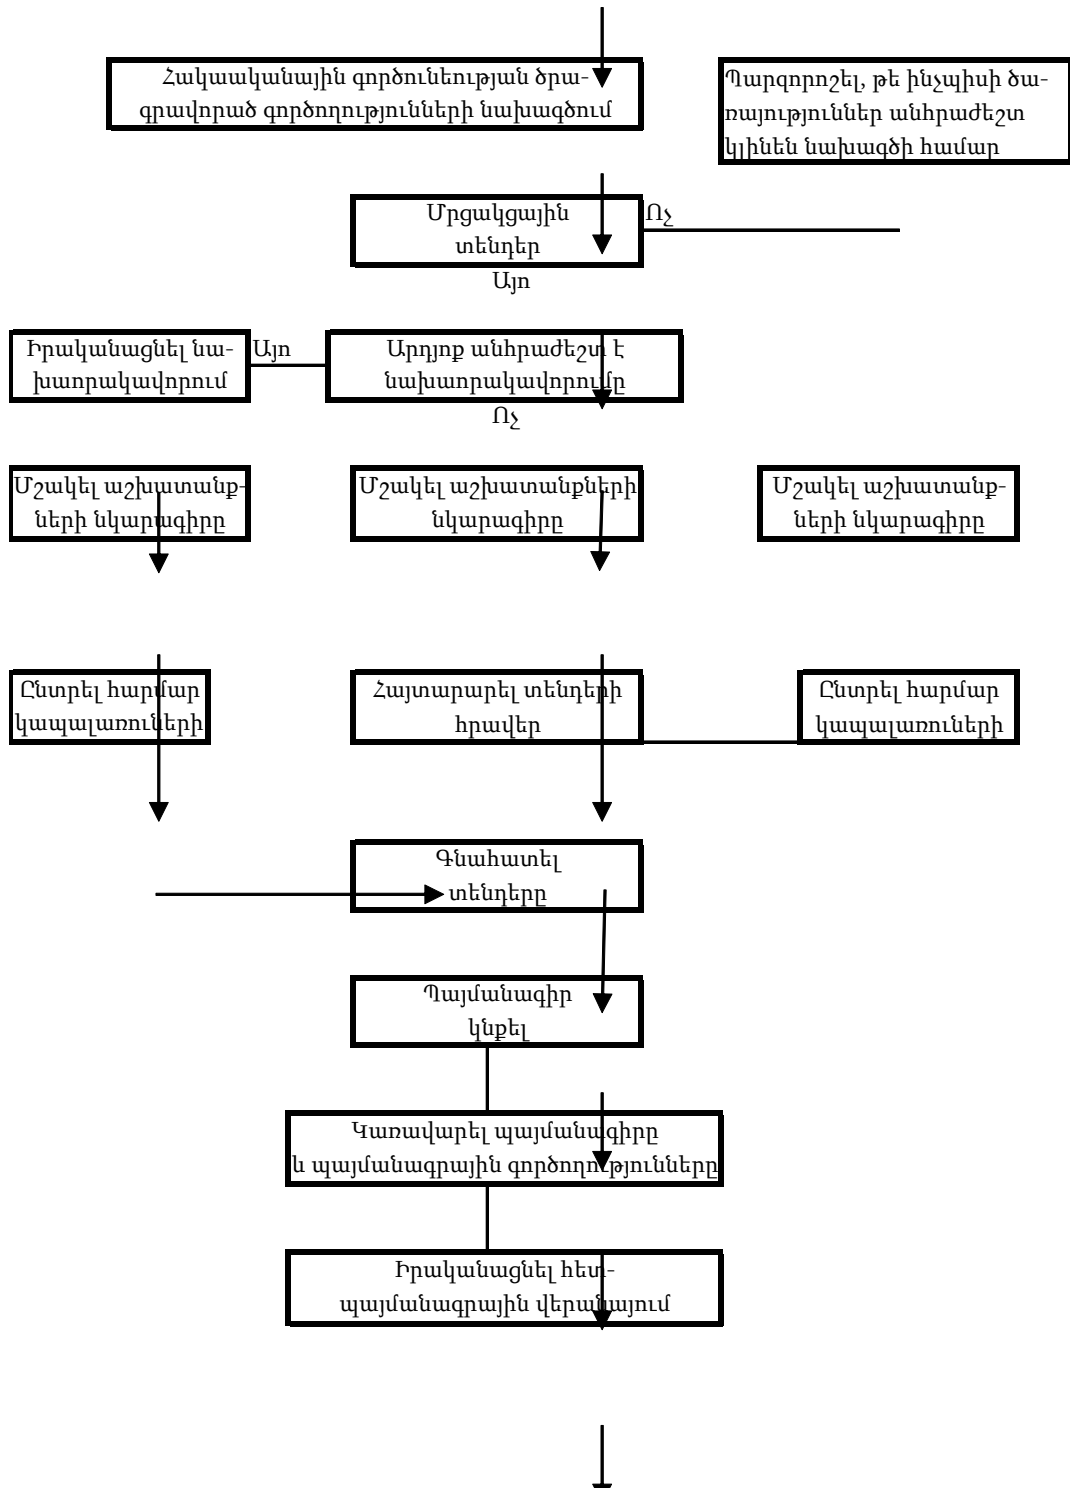 Հակաականային գործունեության ծրա-
գրավորած գործողությունների նախագծում
Պարզորոշել, թե ինչպիսի ծա-
ռայություններ անհրաժեշտ
կլինեն նախագծի համար
Մրցակցային
տենդեր
Ոչ
Այո
Իրականացնել նա-
խաորակավորում
Այո
Արդյոք անհրաժեշտ է
նախաորակավորումը
Ոչ
Մշակել աշխատանք-
ների նկարագիրը
Մշակել աշխատանքների
նկարագիրը
Մշակել աշխատանք-
ների նկարագիրը
Ընտրել հարմար
կապալառուների
Հայտարարել տենդերի
հրավեր
Ընտրել հարմար
կապալառուների
Գնահատել
տենդերը
Պայմանագիր
կնքել
Կառավարել պայմանագիրը
և պայմանագրային գործողությունները
Իրականացնել հետ-
պայմանագրային վերանայում